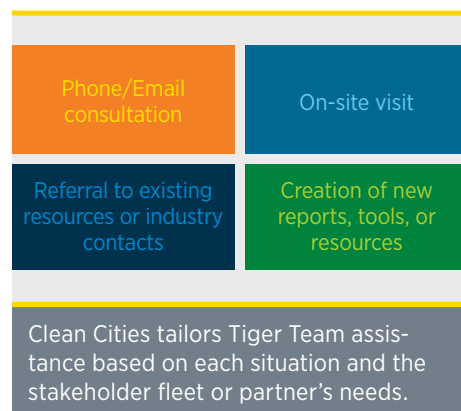 Phone/Email
consultation
On-site visit
Referral to existing
resources or industry
contacts
Creation of new
reports, tools, or
resources
Clean Cities tailors Tiger Team assis-
tance based on each situation and the
stakeholder fleet or partner’s needs.